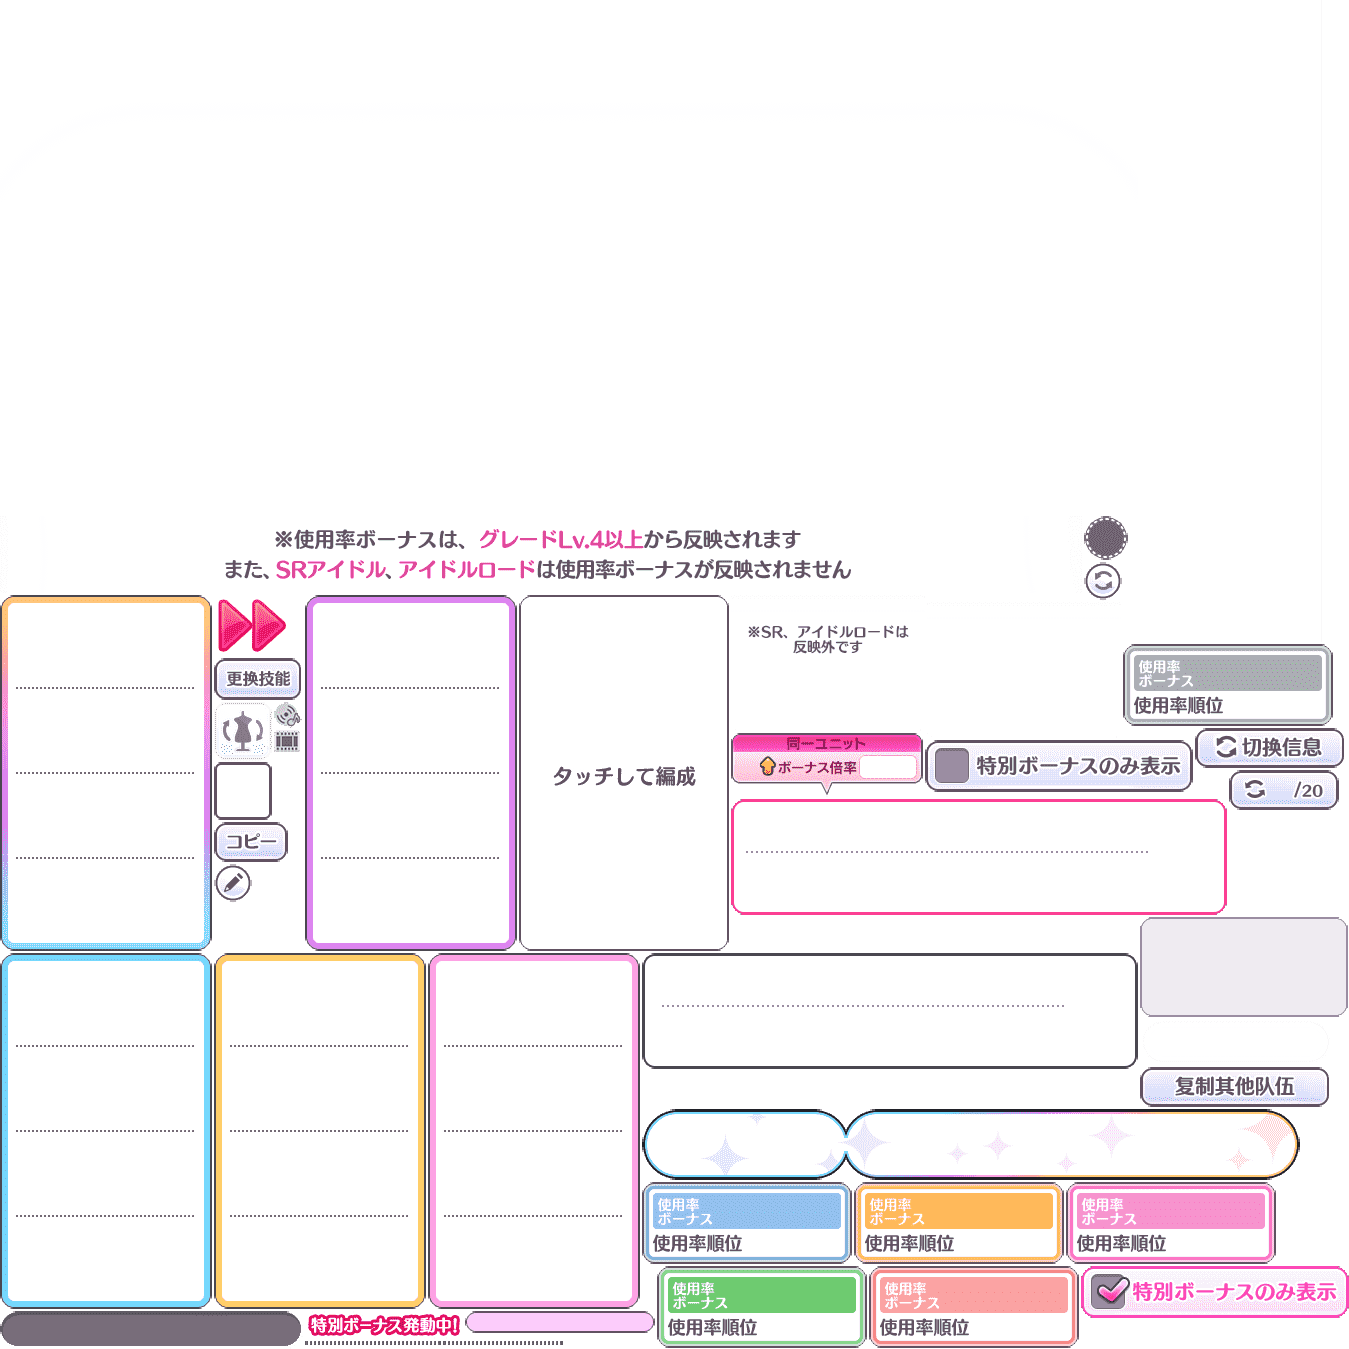 ※使用率ボーナスは、グレードLv.4以上から反映されます
また、SRアイドル、アイドルロードは使用率ボーナスが反映されません
※SR、アイドルロードは
反映外です
更换技能
使用率
ボーナス
使用率順位
同一ユニット
ボーナス倍率
特別ボーナスのみ表示
切换信息
/20
タッチして編成
コピー
复制其他队伍
使用率
ボーナス
使用率順位
使用率
ボーナス
使用率順位
使用率
ボーナス
使用率順位
使用率
ボーナス
使用率順位
使用率
ボーナス
使用率順位
特別ボーナスのみ表示
特別ボーナス発動中!